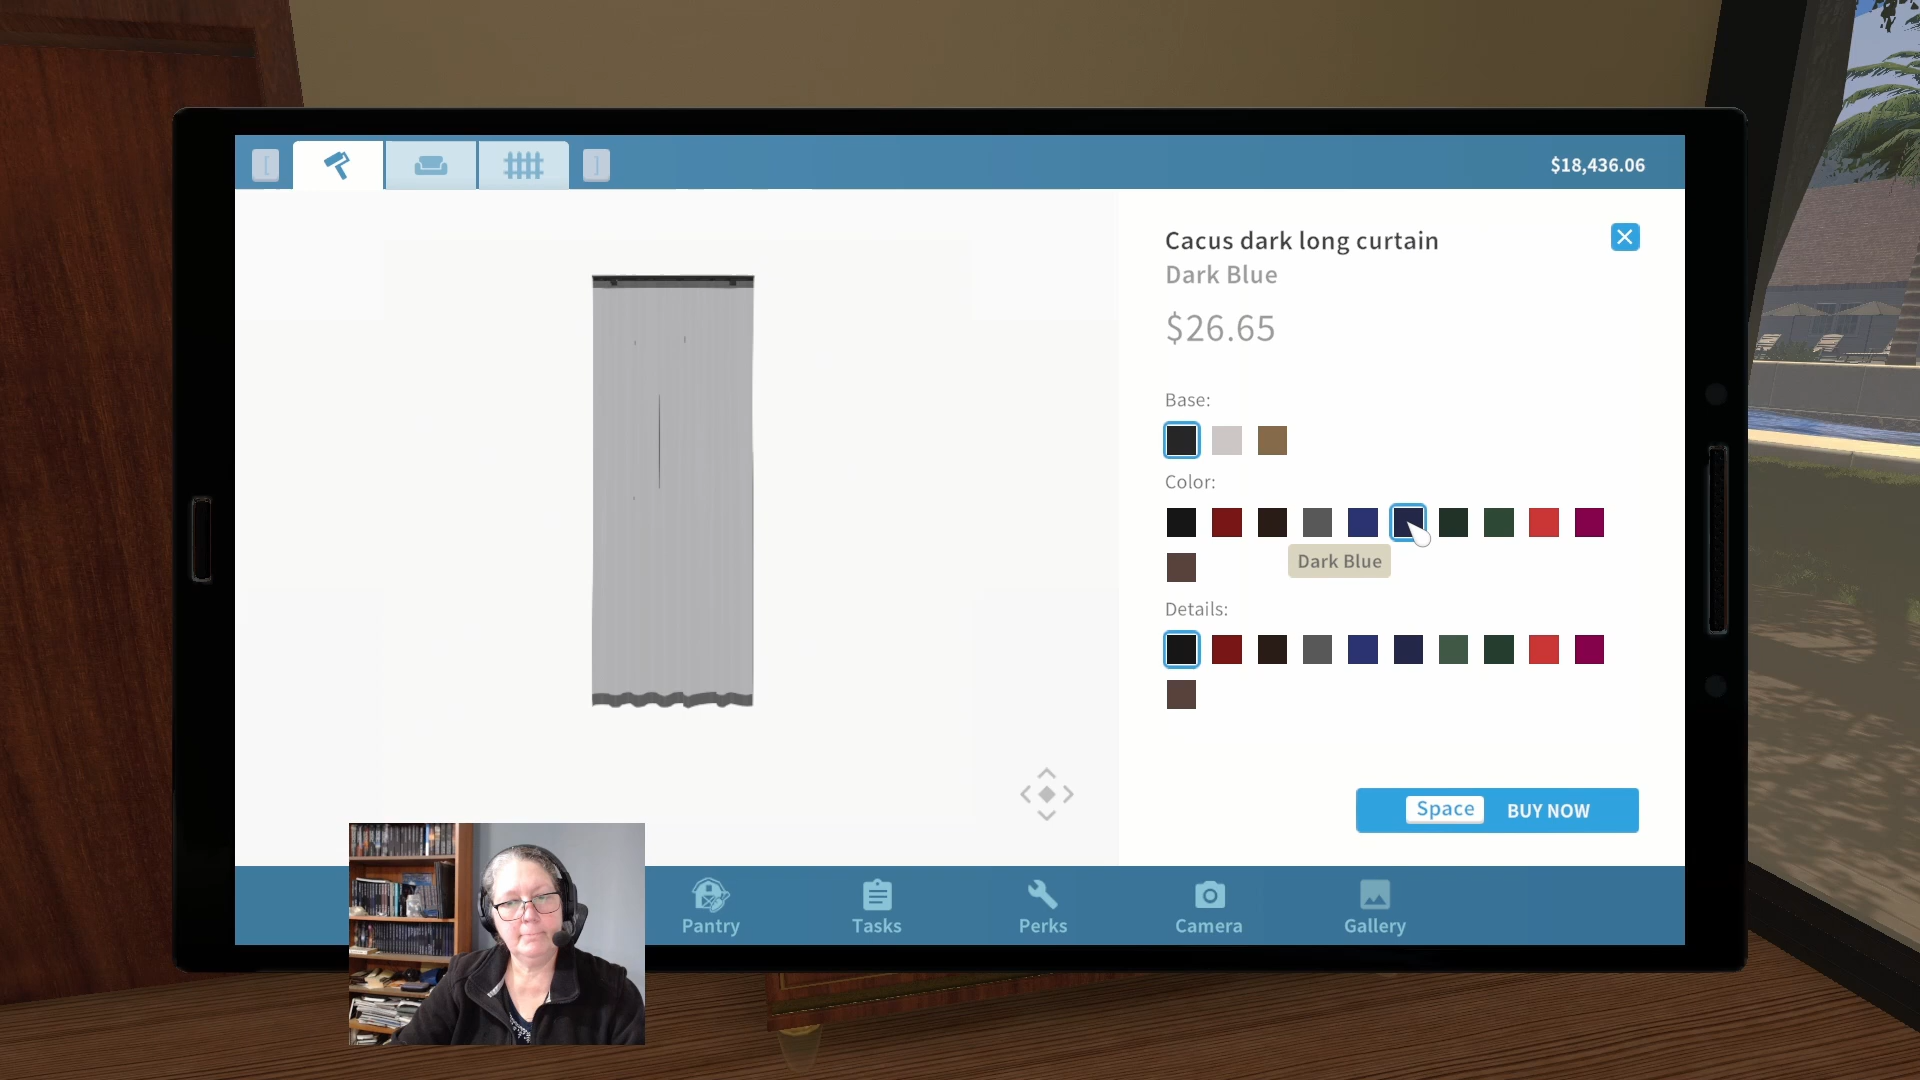 [ ] $18,436.06
Cacus dark long curtain
Dark Blue
$26.65
Base:
Color:
Dark Blue
Details:
Space BUY NOW
Pantry Tasks Perks Camera Gallery